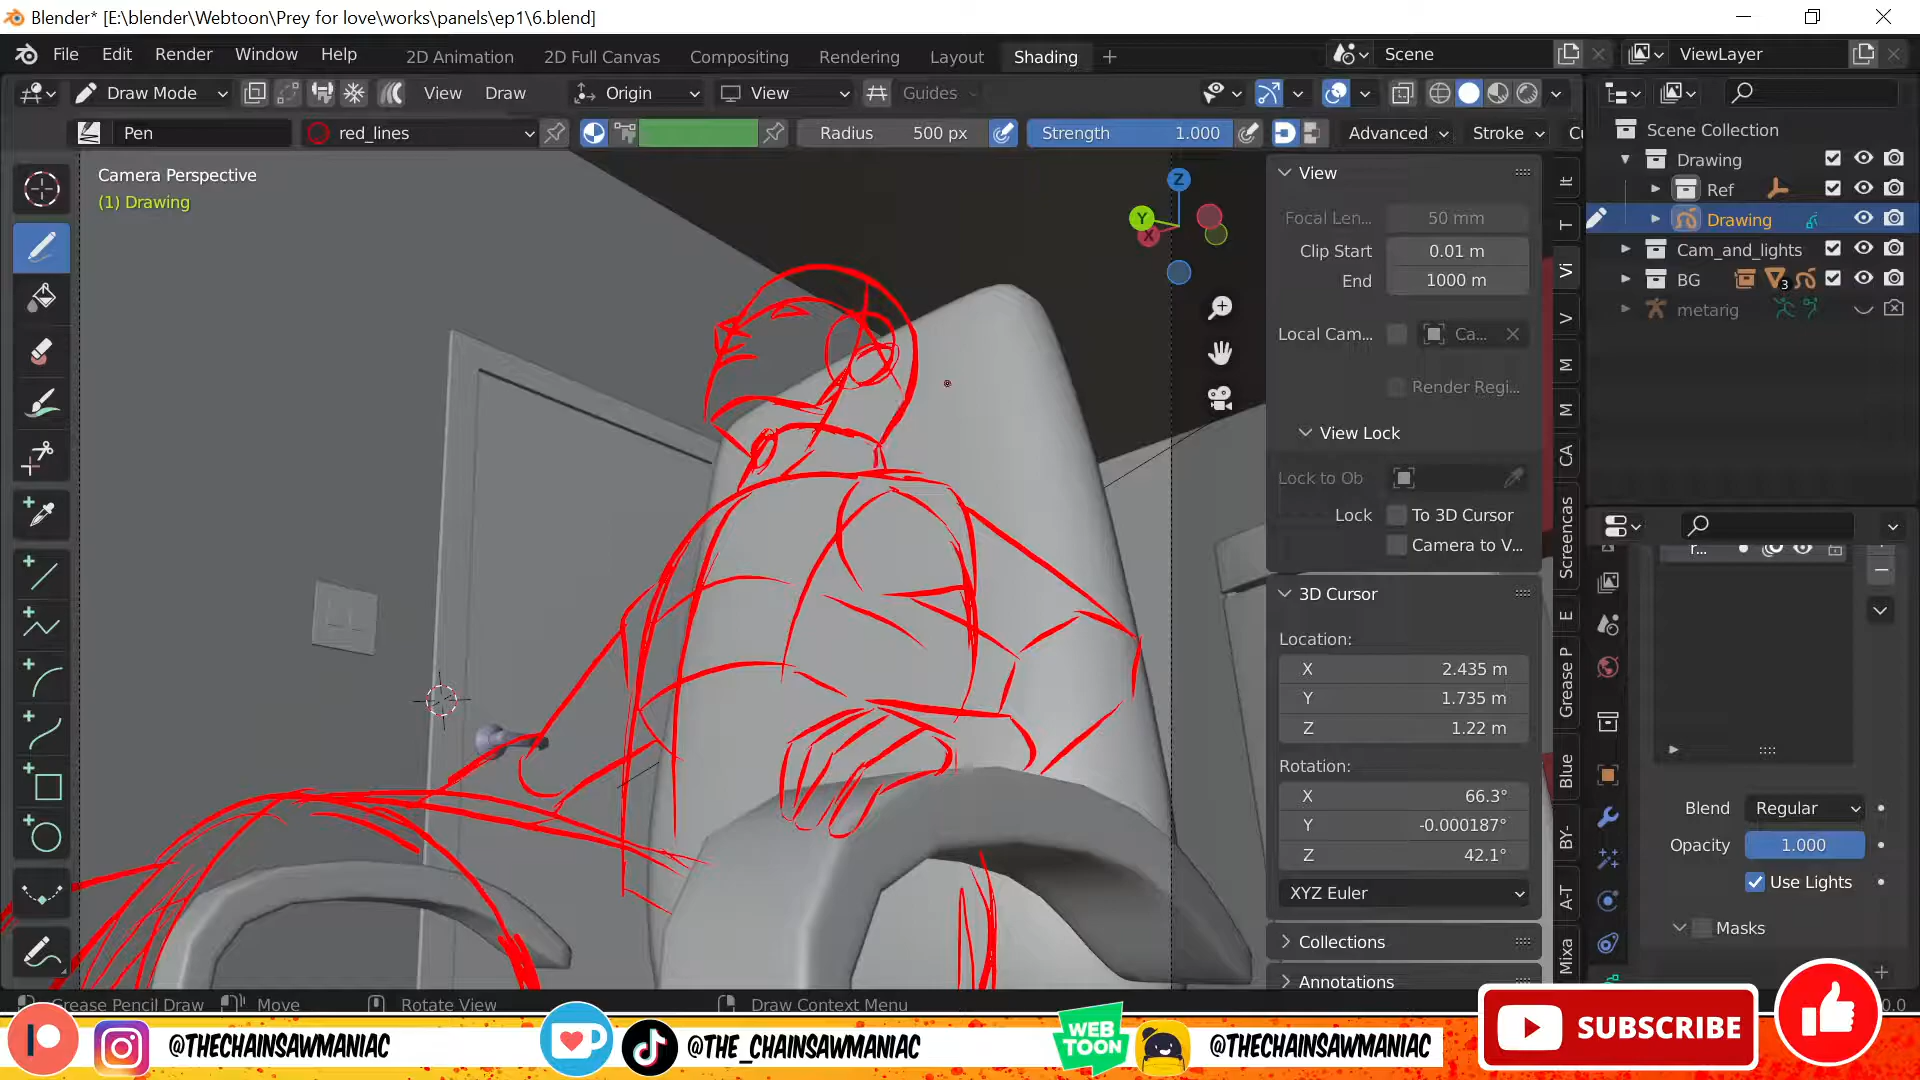 Blender* [E:\blender\Webtoon\Prey for love\works\panels\ep1\6.blend]
File Edit Render Window Help 2D Animation 2D Full Canvas Compositing Rendering Layout Shading + Scene ViewLayer
Draw Mode View Draw Origin View Guides
Pen red_lines Radius 500 px Strength 1.000 Advanced Stroke Cu
Camera Perspective
(1) Drawing
Z
Y
X
View
Focal Len... 50 mm
Clip Start 0.01 m
End 1000 m
Local Cam... Ca...
Render Regi...
View Lock
Lock to Ob
Lock To 3D Cursor
Camera to V...
3D Cursor
Location:
X 2.435 m
Y 1.735 m
Z 1.22 m
Rotation:
X 66.3°
Y -0.000187°
Z 42.1°
XYZ Euler
Collections
Annotations
It
T
Vi
V
M
M
CA
Screencas
E
Grease P
Blue
BY-
A-T
Mixa
Scene Collection
Drawing
Ref
Drawing
Cam_and_lights
BG 3
metarig
r...
Blend Regular
Opacity 1.000
Use Lights
Masks
Grease Pencil Draw Move Rotate View Draw Context Menu
@THECHAINSAWMANIAC
@THE_CHAINSAWMANIAC
WEB
TOON
@THECHAINSAWMANIAC
SUBSCRIBE